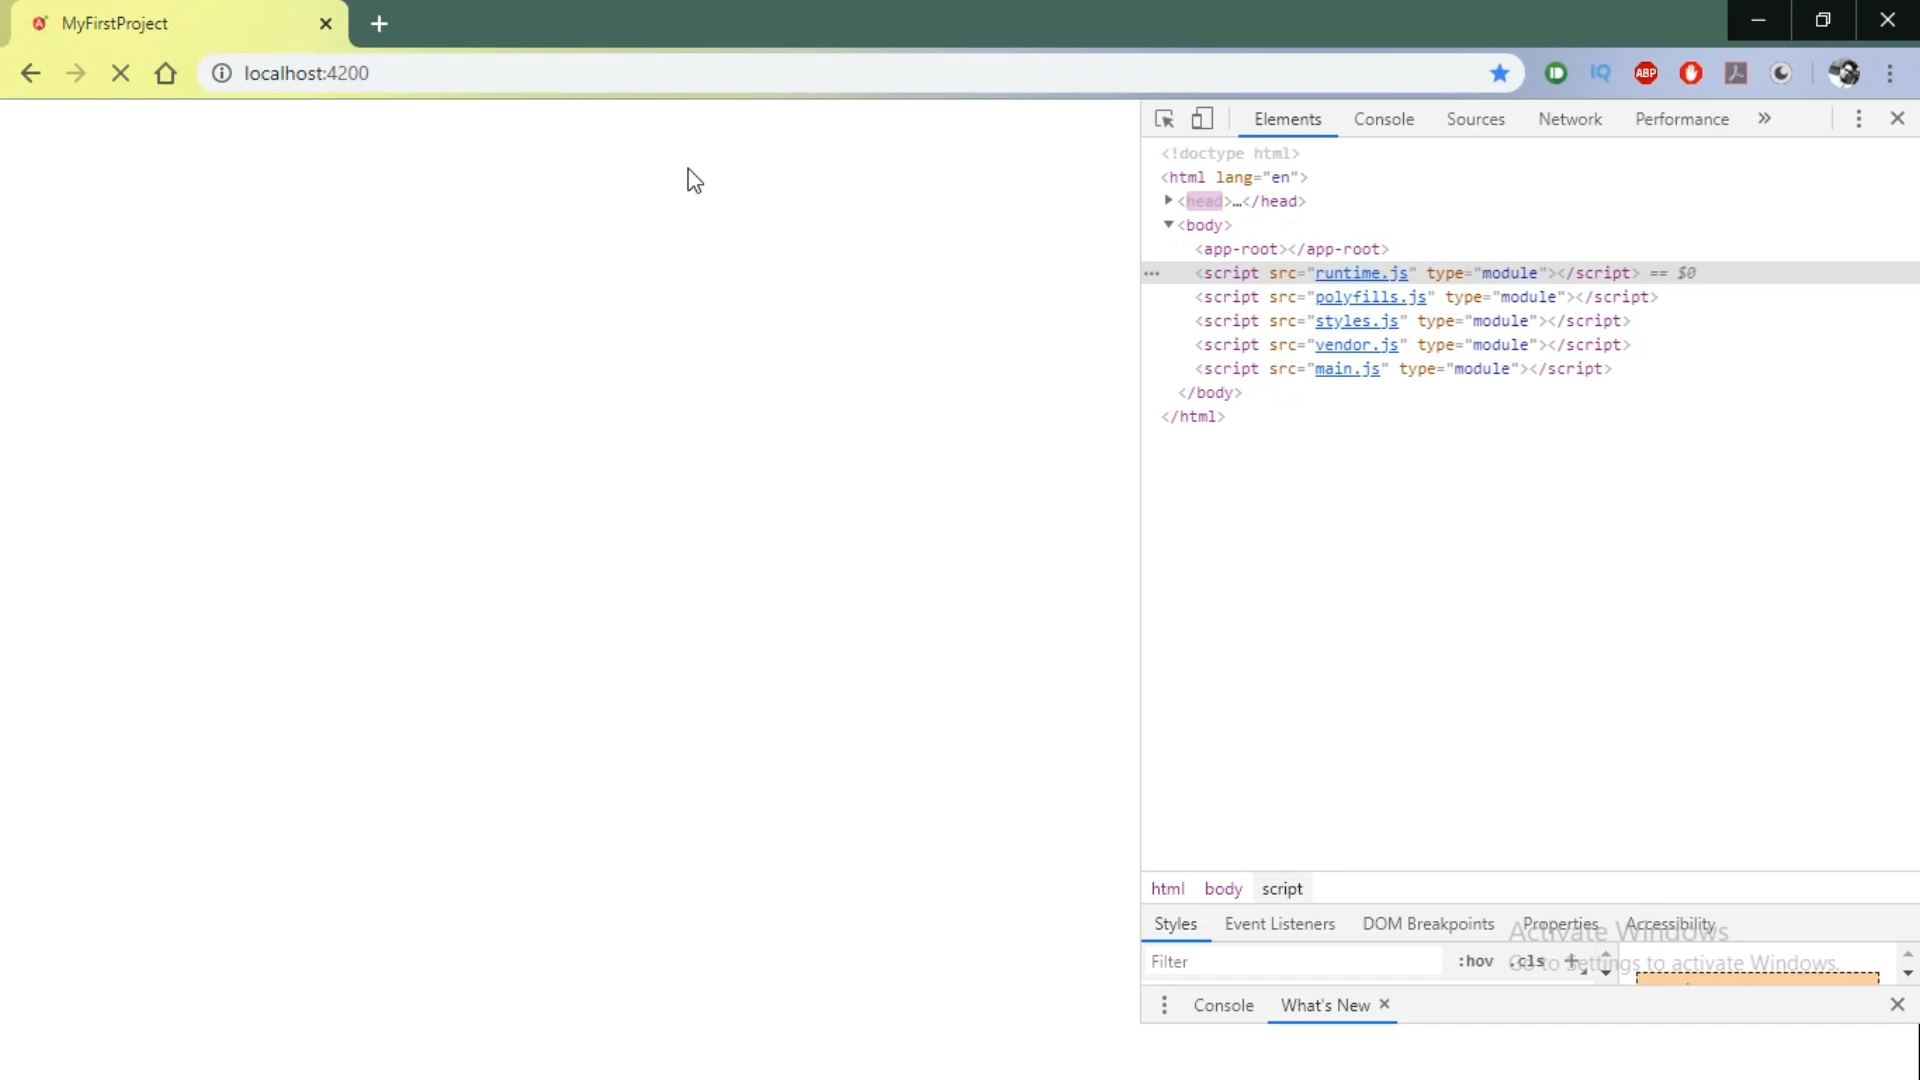 MyFirstProject
localhost:4200
IQ
ABP
Elements
Console
Sources
Network
Performance
<!doctype html>
<html lang="en">
<head>…</head>
<body>
<app-root></app-root>
<script src="runtime.js" type="module"></script> == $0
<script src="polyfills.js" type="module"></script>
<script src="styles.js" type="module"></script>
<script src="vendor.js" type="module"></script>
<script src="main.js" type="module"></script>
</body>
</html>
html body script
Styles Event Listeners DOM Breakpoints Properties Accessibility
Activate Windows
Filter :hov .cls +
Go to Settings to activate Windows.
Console What's New